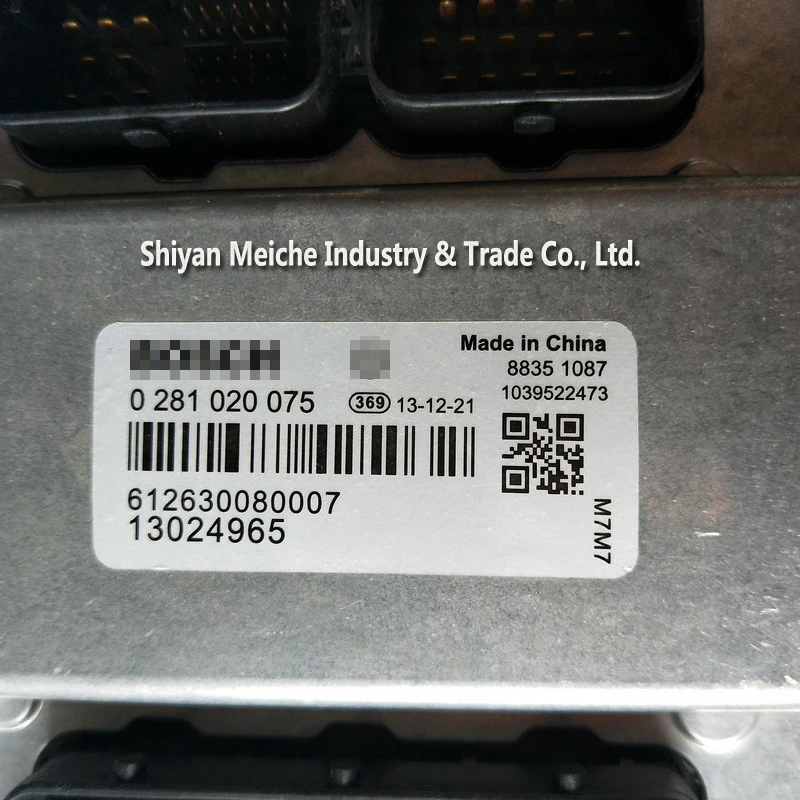 Shiyan Meiche Industry & Trade Co., Ltd.
BOSCH
Made in China
8835 1087
0 281 020 075 369 13-12-21
1039522473
612630080007
13024965
M7M7